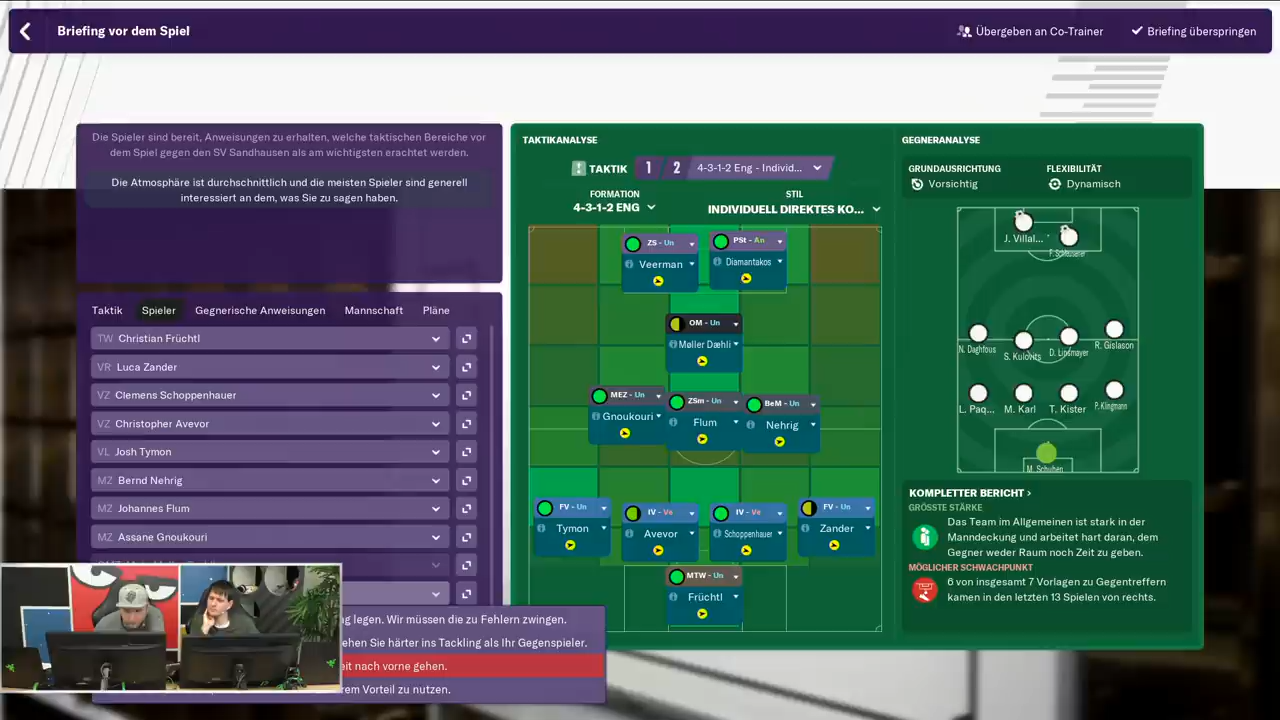 Briefing vor dem Spiel
Übergeben an Co-Trainer
Briefing überspringen
Die Spieler sind bereit, Anweisungen zu erhalten, welche taktischen Bereiche vor
dem Spiel gegen den SV Sandhausen als am wichtigsten erachtet werden.
Die Atmosphäre ist durchschnittlich und die meisten Spieler sind generell
interessiert an dem, was Sie zu sagen haben.
Taktik Spieler Gegnerische Anweisungen Mannschaft Pläne
TW Christian Früchtl
VR Luca Zander
VZ Clemens Schoppenhauer
VZ Christopher Avevor
VL Josh Tymon
MZ Bernd Nehrig
MZ Johannes Flum
MZ Assane Gnoukouri
ng legen. Wir müssen die zu Fehlern zwingen.
ehen Sie härter ins Tackling als Ihr Gegenspieler.
eit nach vorne gehen.
rem Vorteil zu nutzen.
TAKTIKANALYSE
TAKTIK 1 2 4-3-1-2 Eng - Individ...
FORMATION
4-3-1-2 ENG
STIL
INDIVIDUELL DIREKTES KO...
ZS - Un
Veerman
PSt - An
Diamantakos
OM - Un
Møller Dæhli
MEZ - Un
Gnoukouri
ZSm - Un
Flum
BeM - Un
Nehrig
FV - Un
Tymon
IV - Ve
Avevor
IV - Ve
Schoppenhauer
FV - Un
Zander
MTW - Un
Früchtl
GEGNERANALYSE
GRUNDAUSRICHTUNG
Vorsichtig
FLEXIBILITÄT
Dynamisch
J. Villal...
N. Daghfous
S. Kulovits
D. Linsmayer
R. Gislason
L. Paq...
M. Karl
T. Kister
P. Klingmann
M. Schuhen
KOMPLETTER BERICHT ›
GRÖSSTE STÄRKE
Das Team im Allgemeinen ist stark in der
Manndeckung und arbeitet hart daran, dem
Gegner weder Raum noch Zeit zu geben.
MÖGLICHER SCHWACHPUNKT
6 von insgesamt 7 Vorlagen zu Gegentreffern
kamen in den letzten 13 Spielen von rechts.